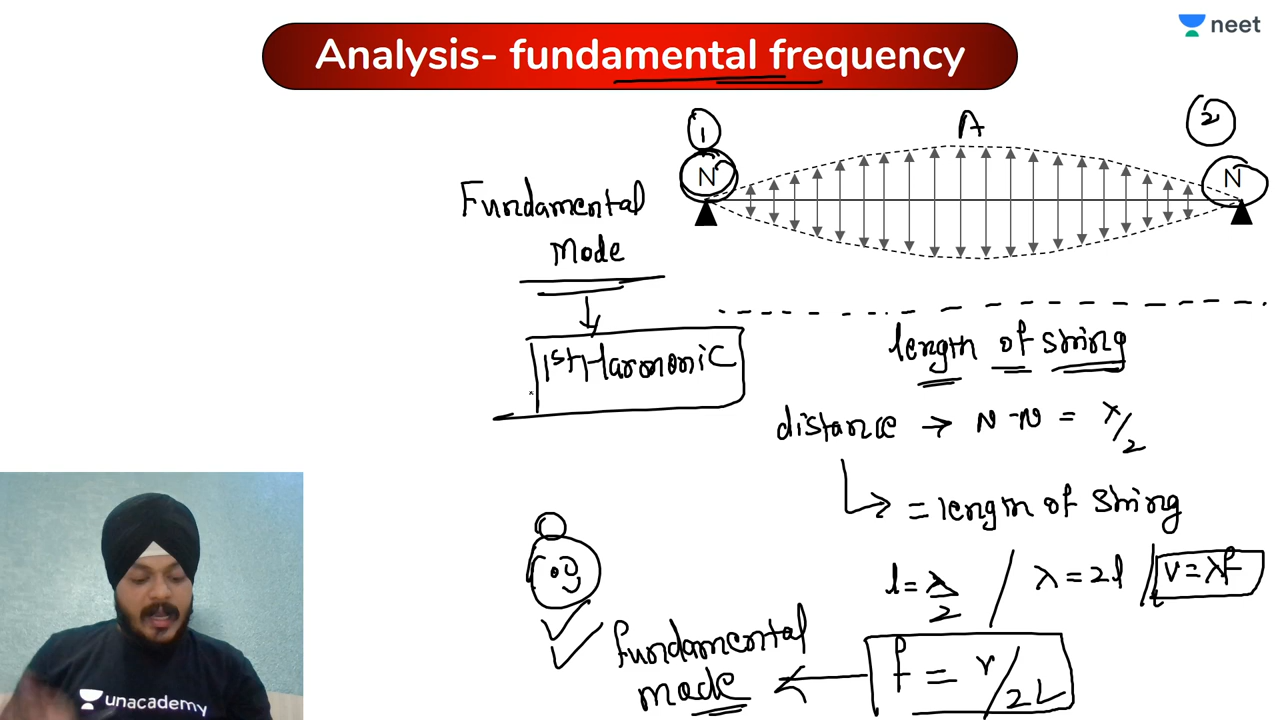 neet
Analysis- fundamental frequency
1
A
2
N
N
Fundamental
Mode
1st Harmonic
length of string
distance → N-N = λ/2
= length of string
l = λ/2 / λ = 2l / v = λf
fundamental
mode
f = v/2L
unacademy